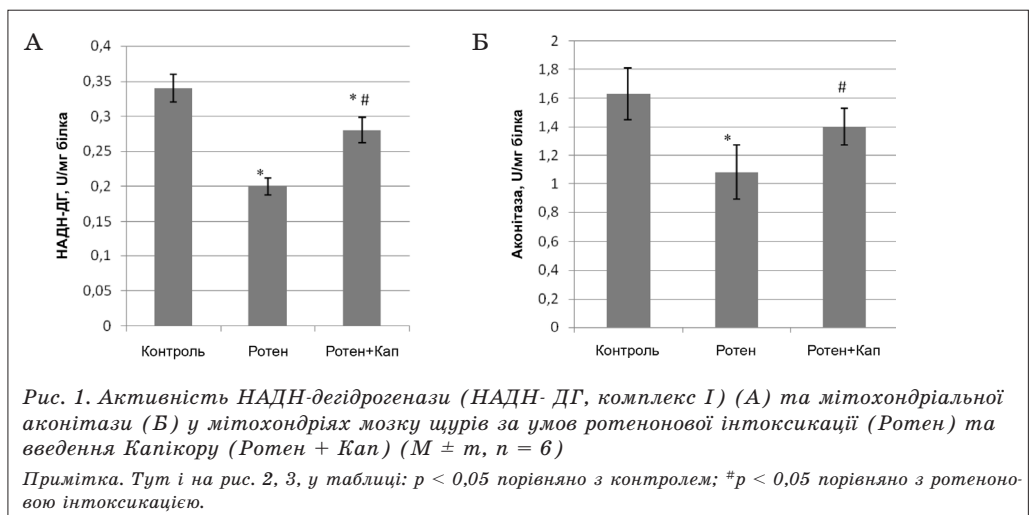 А
НАДН-ДГ, U/мг білка
0,4
0,35
0,3
0,25
0,2
0,15
0,1
0,05
0
* 
* #
Контроль Ротен Ротен+Кап
Б
Аконітаза, U/мг білка
2
1,8
1,6
1,4
1,2
1
0,8
0,6
0,4
0,2
0
*
#
Контроль Ротен Ротен+Кап
Рис. 1. Активність НАДН-дегідрогенази (НАДН- ДГ, комплекс I) (А) та мітохондріальної
аконітази (Б) у мітохондріях мозку щурів за умов ротенонової інтоксикації (Ротен) та
введення Капікору (Ротен + Кап) (M ± m, n = 6)
Примітка. Тут і на рис. 2, 3, у таблиці: p < 0,05 порівняно з контролем; #p < 0,05 порівняно з ротеноно-
вою інтоксикацією.